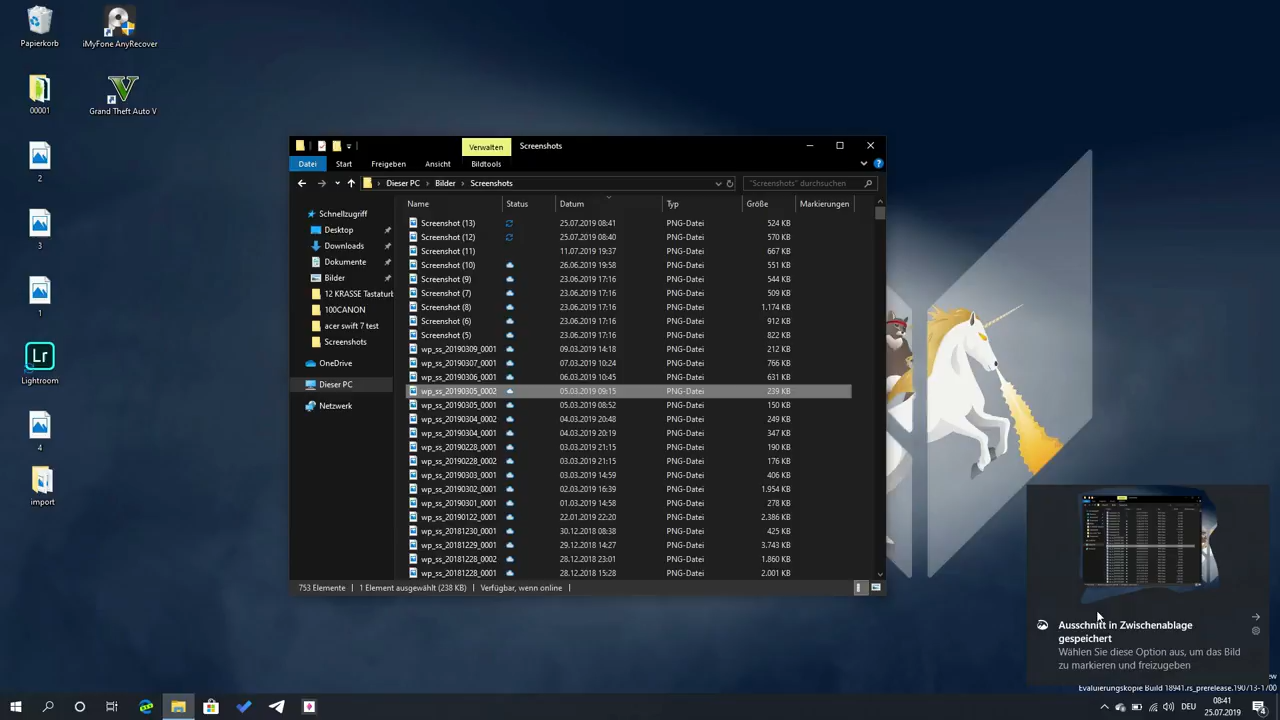 Papierkorb
iMyFone AnyRecover
00001
Grand Theft Auto V
2
3
1
Lr
Lightroom
4
import
Verwalten
Screenshots
Datei
Start
Freigeben
Ansicht
Bildtools
Dieser PC
Bilder
Screenshots
"Screenshots" durchsuchen
Schnellzugriff
Desktop
Downloads
Dokumente
Bilder
12 KRASSE Tastaturb
100CANON
acer swift 7 test
Screenshots
OneDrive
Dieser PC
Netzwerk
Name Status Datum Typ Größe Markierungen
Screenshot (13) 25.07.2019 08:41 PNG-Datei 524 KB
Screenshot (12) 25.07.2019 08:40 PNG-Datei 570 KB
Screenshot (11) 11.07.2019 19:37 PNG-Datei 667 KB
Screenshot (10) 26.06.2019 19:58 PNG-Datei 551 KB
Screenshot (9) 23.06.2019 17:16 PNG-Datei 544 KB
Screenshot (7) 23.06.2019 17:16 PNG-Datei 509 KB
Screenshot (8) 23.06.2019 17:16 PNG-Datei 1.174 KB
Screenshot (6) 23.06.2019 17:16 PNG-Datei 912 KB
Screenshot (5) 23.06.2019 17:16 PNG-Datei 822 KB
wp_ss_20190309_0001 09.03.2019 14:18 PNG-Datei 212 KB
wp_ss_20190307_0001 07.03.2019 10:24 PNG-Datei 766 KB
wp_ss_20190306_0001 06.03.2019 10:45 PNG-Datei 631 KB
wp_ss_20190305_0002 05.03.2019 09:15 PNG-Datei 239 KB
wp_ss_20190305_0001 05.03.2019 08:52 PNG-Datei 150 KB
wp_ss_20190304_0002 04.03.2019 20:48 PNG-Datei 249 KB
wp_ss_20190304_0001 04.03.2019 20:19 PNG-Datei 347 KB
wp_ss_20190228_0001 03.03.2019 21:15 PNG-Datei 190 KB
wp_ss_20190228_0002 03.03.2019 21:15 PNG-Datei 176 KB
wp_ss_20190303_0001 03.03.2019 14:59 PNG-Datei 406 KB
wp_ss_20190302_0001 02.03.2019 16:39 PNG-Datei 1.954 KB
wp_ss_20190301_0001 01.03.2019 14:58 PNG-Datei 278 KB
wp_ss_20190122_0001 22.01.2019 22:20 PNG-Datei 2.386 KB
wp_ss_20181230_0001 30.12.2018 08:38 PNG-Datei 425 KB
wp_ss_20181229_0001 29.12.2018 14:27 PNG-Datei 3.743 KB
wp_ss_20181228_0002 28.12.2018 23:01 PNG-Datei 1.860 KB
wp_ss_20181228_0001 28.12.2018 15:28 PNG-Datei 2.001 KB
753 Elemente
1 Element ausgewählt (238 KB)
Verfügbar, wenn online
Ausschnitt in Zwischenablage
gespeichert
Wählen Sie diese Option aus, um das Bild
zu markieren und freizugeben
Evaluierungskopie Build 18941.rs_prerelease.190713-1700
DEU
08:41
25.07.2019
4